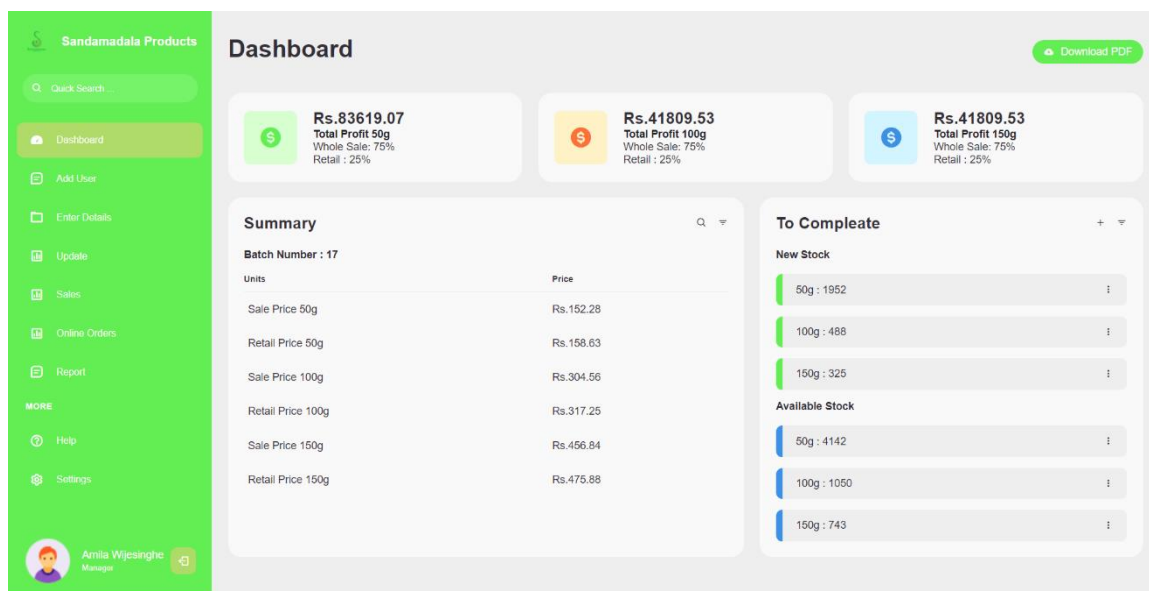 Sandamadala Products
Quick Search ...
Dashboard
Add User
Enter Details
Update
Sales
Online Orders
Report
MORE
Help
Settings
Amila Wijesinghe
Manager
Dashboard
Download PDF
Rs.83619.07
Total Profit 50g
Whole Sale: 75%
Retail : 25%
Rs.41809.53
Total Profit 100g
Whole Sale: 75%
Retail : 25%
Rs.41809.53
Total Profit 150g
Whole Sale: 75%
Retail : 25%
Summary
Batch Number : 17
Units Price
Sale Price 50g Rs.152.28
Retail Price 50g Rs.158.63
Sale Price 100g Rs.304.56
Retail Price 100g Rs.317.25
Sale Price 150g Rs.456.84
Retail Price 150g Rs.475.88
To Compleate
New Stock
50g : 1952
100g : 488
150g : 325
Available Stock
50g : 4142
100g : 1050
150g : 743